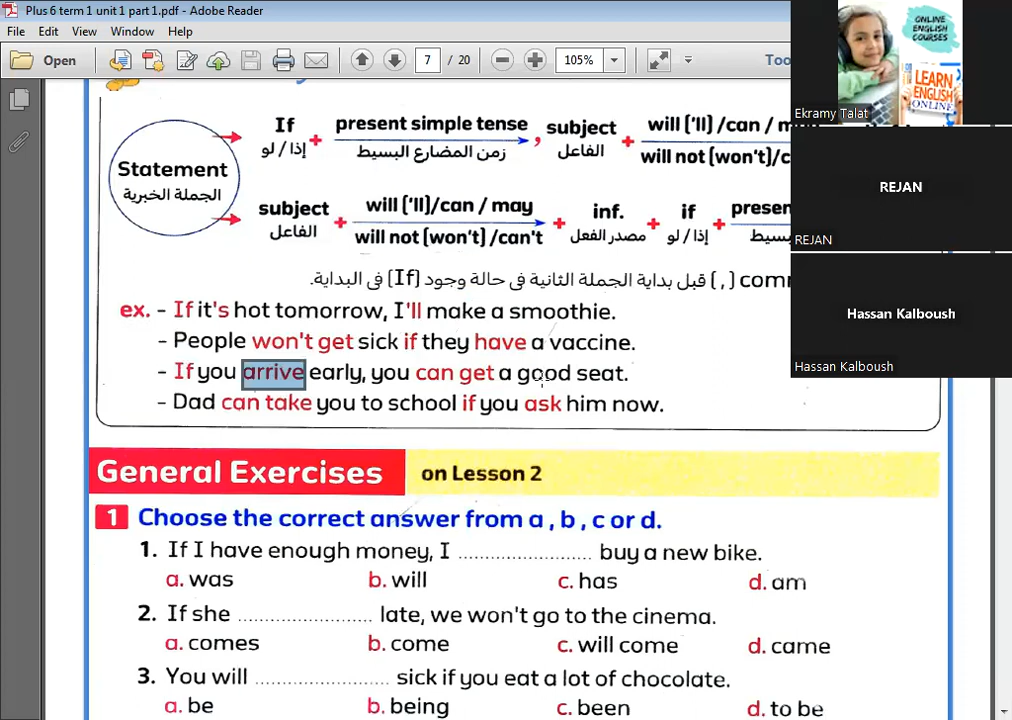 Plus 6 term 1 unit 1 part 1.pdf - Adobe Reader
File Edit View Window Help
Open 7 / 20 105%
ONLINE ENGLISH COURSES
LEARN ENGLISH ONLINE
Ekramy Talat
REJAN
REJAN
Hassan Kalboush
Hassan Kalboush
Statement
الجملة الخبرية
If + present simple tense , subject + will ('ll) /can /
إذا / لو زمن المضارع البسيط الفاعل will not (won't)/
subject + will ('ll)/can / may + inf. + if +
الفاعل will not (won't) /can't مصدر الفعل إذا / لو
(,) قبل بداية الجملة الثانية فى حالة وجود (If) فى البداية.
ex. - If it's hot tomorrow, I'll make a smoothie.
- People won't get sick if they have a vaccine.
- If you arrive early, you can get a good seat.
- Dad can take you to school if you ask him now.
General Exercises on Lesson 2
1 Choose the correct answer from a , b , c or d.
1. If I have enough money, I ........................... buy a new bike.
a. was b. will c. has d. am
2. If she ........................... late, we won't go to the cinema.
a. comes b. come c. will come d. came
3. You will ........................... sick if you eat a lot of chocolate.
a. be b. being c. been d. to be